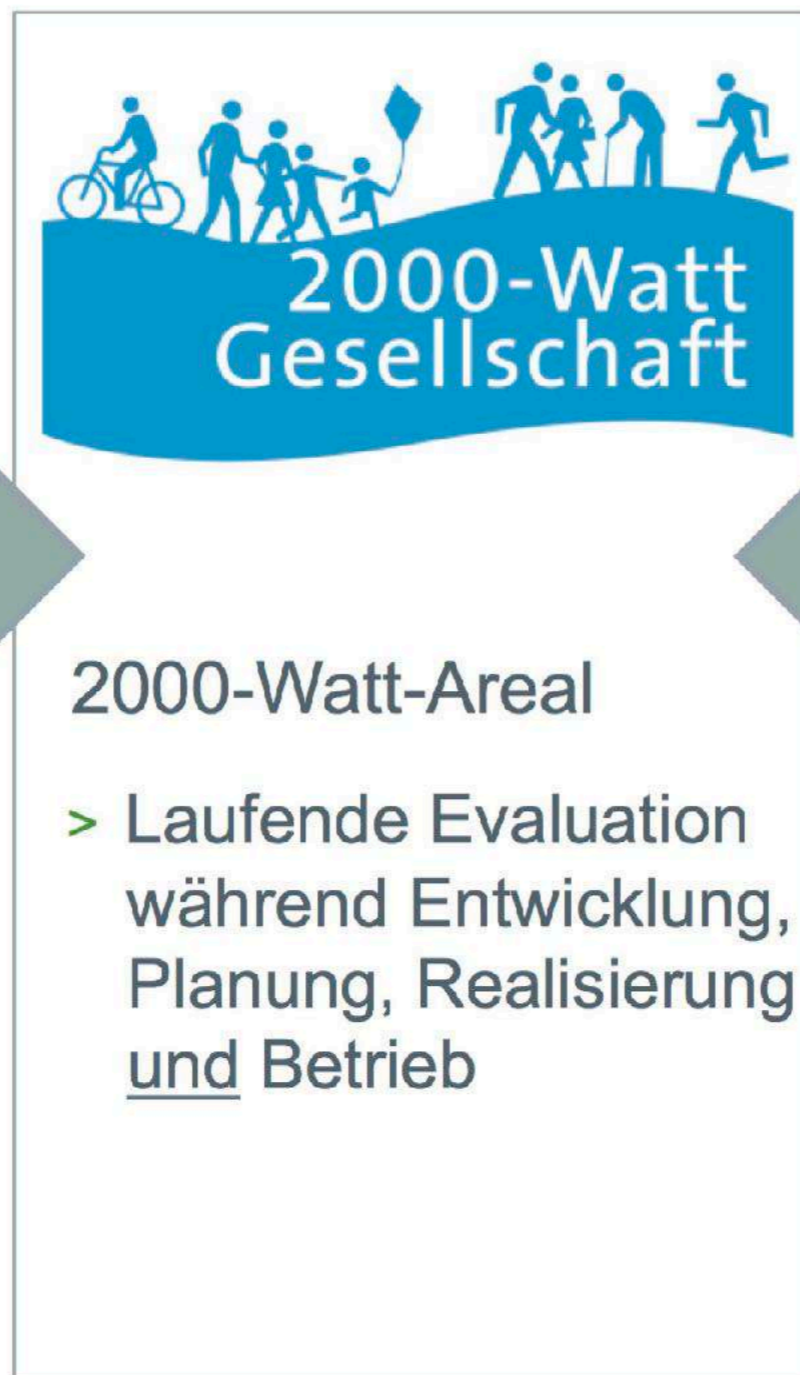 2000-Watt
Gesellschaft
2000-Watt-Areal
> Laufende Evaluation
während Entwicklung,
Planung, Realisierung
und Betrieb